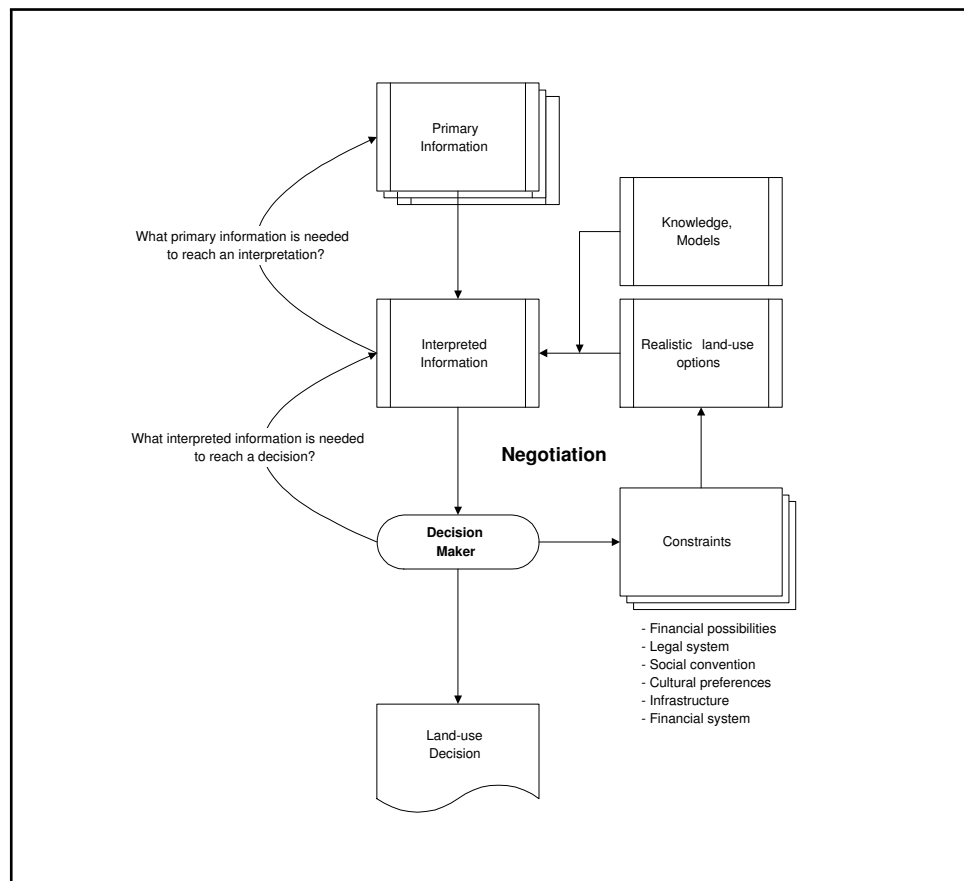 Primary
Information
Knowledge,
Models
What primary information is needed
to reach an interpretation?
Interpreted
Information
Realistic land-use
options
What interpreted information is needed
to reach a decision?
Negotiation
Decision
Maker
Constraints
- Financial possibilities
- Legal system
- Social convention
- Cultural preferences
- Infrastructure
- Financial system
Land-use
Decision